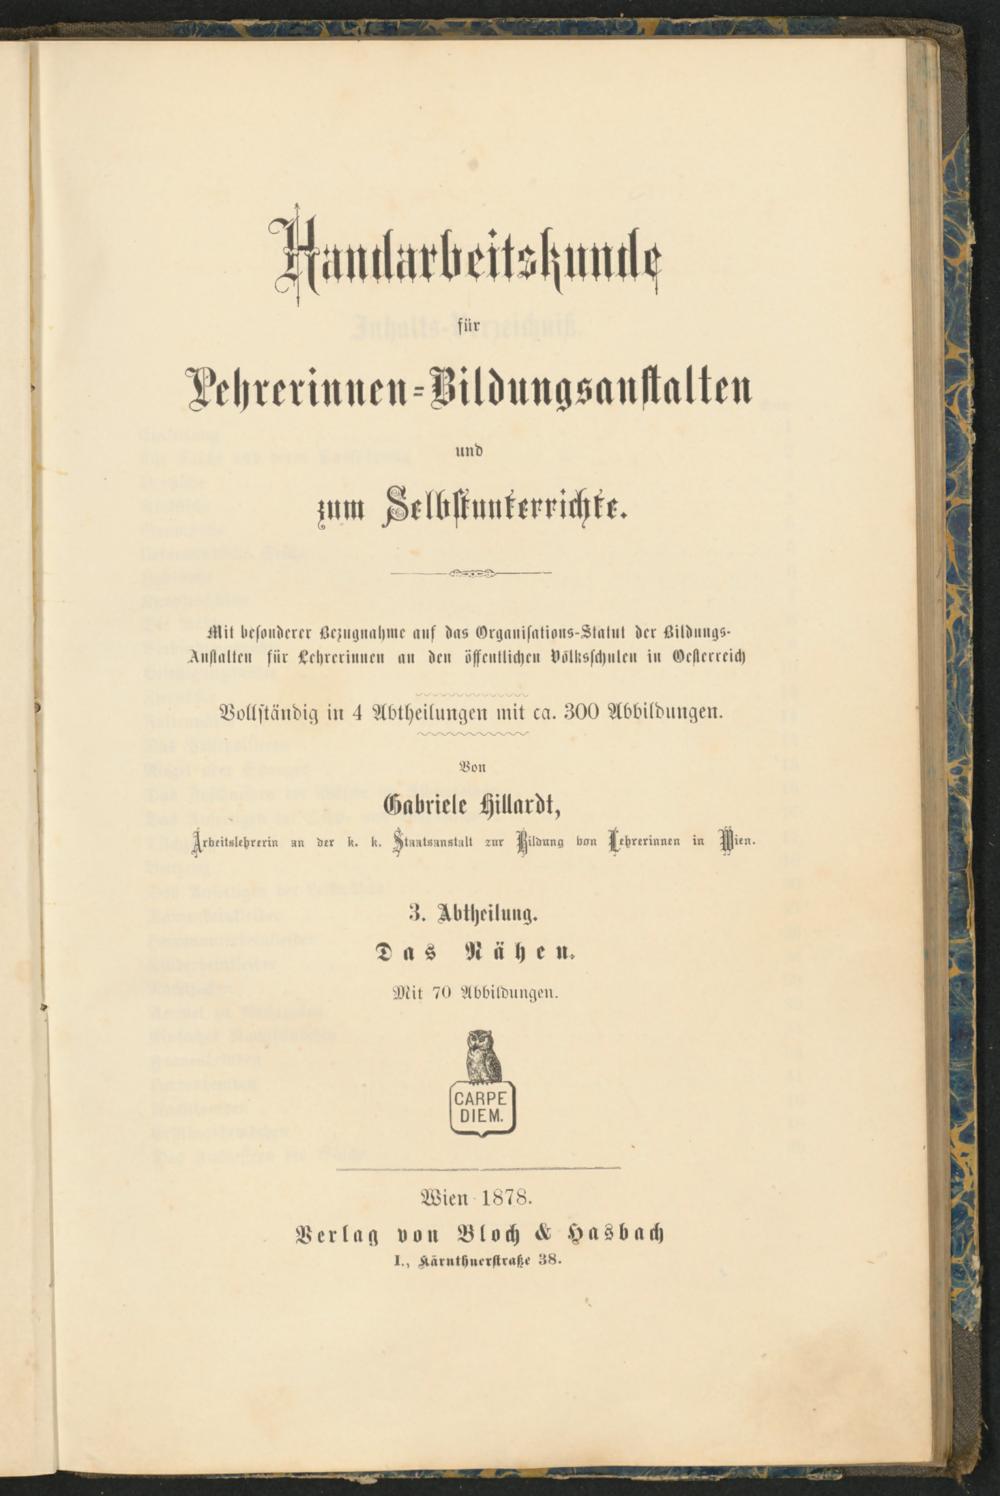 Handarbeitskunde
für
Lehrerinnen-Bildungsanstalten
und
zum Selbstunterrichte.
Mit besonderer Bezugnahme auf das Organisations-Statut der Bildungs-
Anstalten für Lehrerinnen an den öffentlichen Volksschulen in Oesterreich
Vollständig in 4 Abtheilungen mit ca. 300 Abbildungen.
Von
Gabriele Hillardt,
Arbeitslehrerin an der k. k. Staatsanstalt zur Bildung von Lehrerinnen in Wien.
3. Abtheilung.
Das Nähen.
Mit 70 Abbildungen.
CARPE
DIEM.
Wien 1878.
Verlag von Bloch & Hasbach
I., Kärnthnerstraße 38.